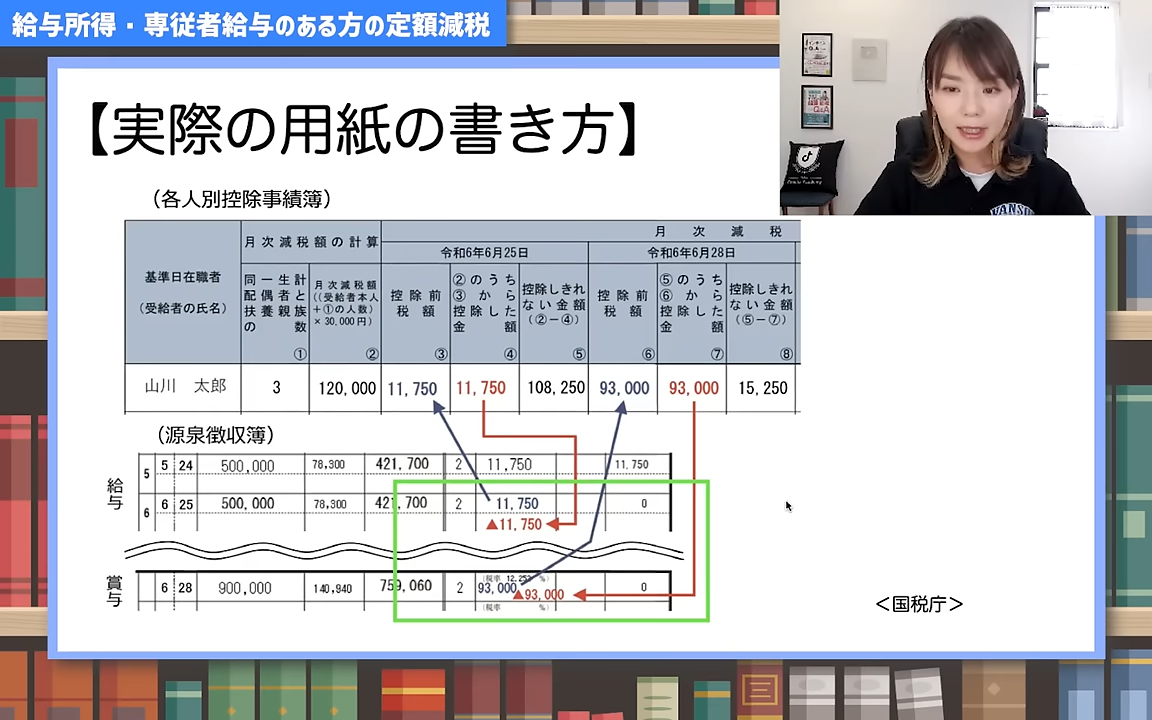 給与所得・専従者給与のある方の定額減税
【実際の用紙の書き方】
（各人別控除事績簿）
基準日在職者
（受給者の氏名）
月次減税額の計算
月次減税
令和6年6月25日
令和6年6月28日
同一生計
配偶者と
扶養親族
の数
①
月次減税額
（（受給者本人
＋①の人数）
×30,000円）
②
控除前
税額
③
②のうち
③から
控除した
金額
④
控除しきれ
ない金額
（②－④）
⑤
控除前
税額
⑥
⑤のうち
⑥から
控除した
金額
⑦
控除しきれ
ない金額
（⑤－⑦）
⑧
山川 太郎 3 120,000 11,750 11,750 108,250 93,000 93,000 15,250
（源泉徴収簿）
給与
5 5 24 500,000 78,300 421,700 2 11,750 11,750
6 6 25 500,000 78,300 421,700 2 11,750 0
▲11,750
賞与
（税率 12.252 %）
6 28 900,000 140,940 759,060 2 93,000 0
▲93,000
（税率 %）
＜国税庁＞